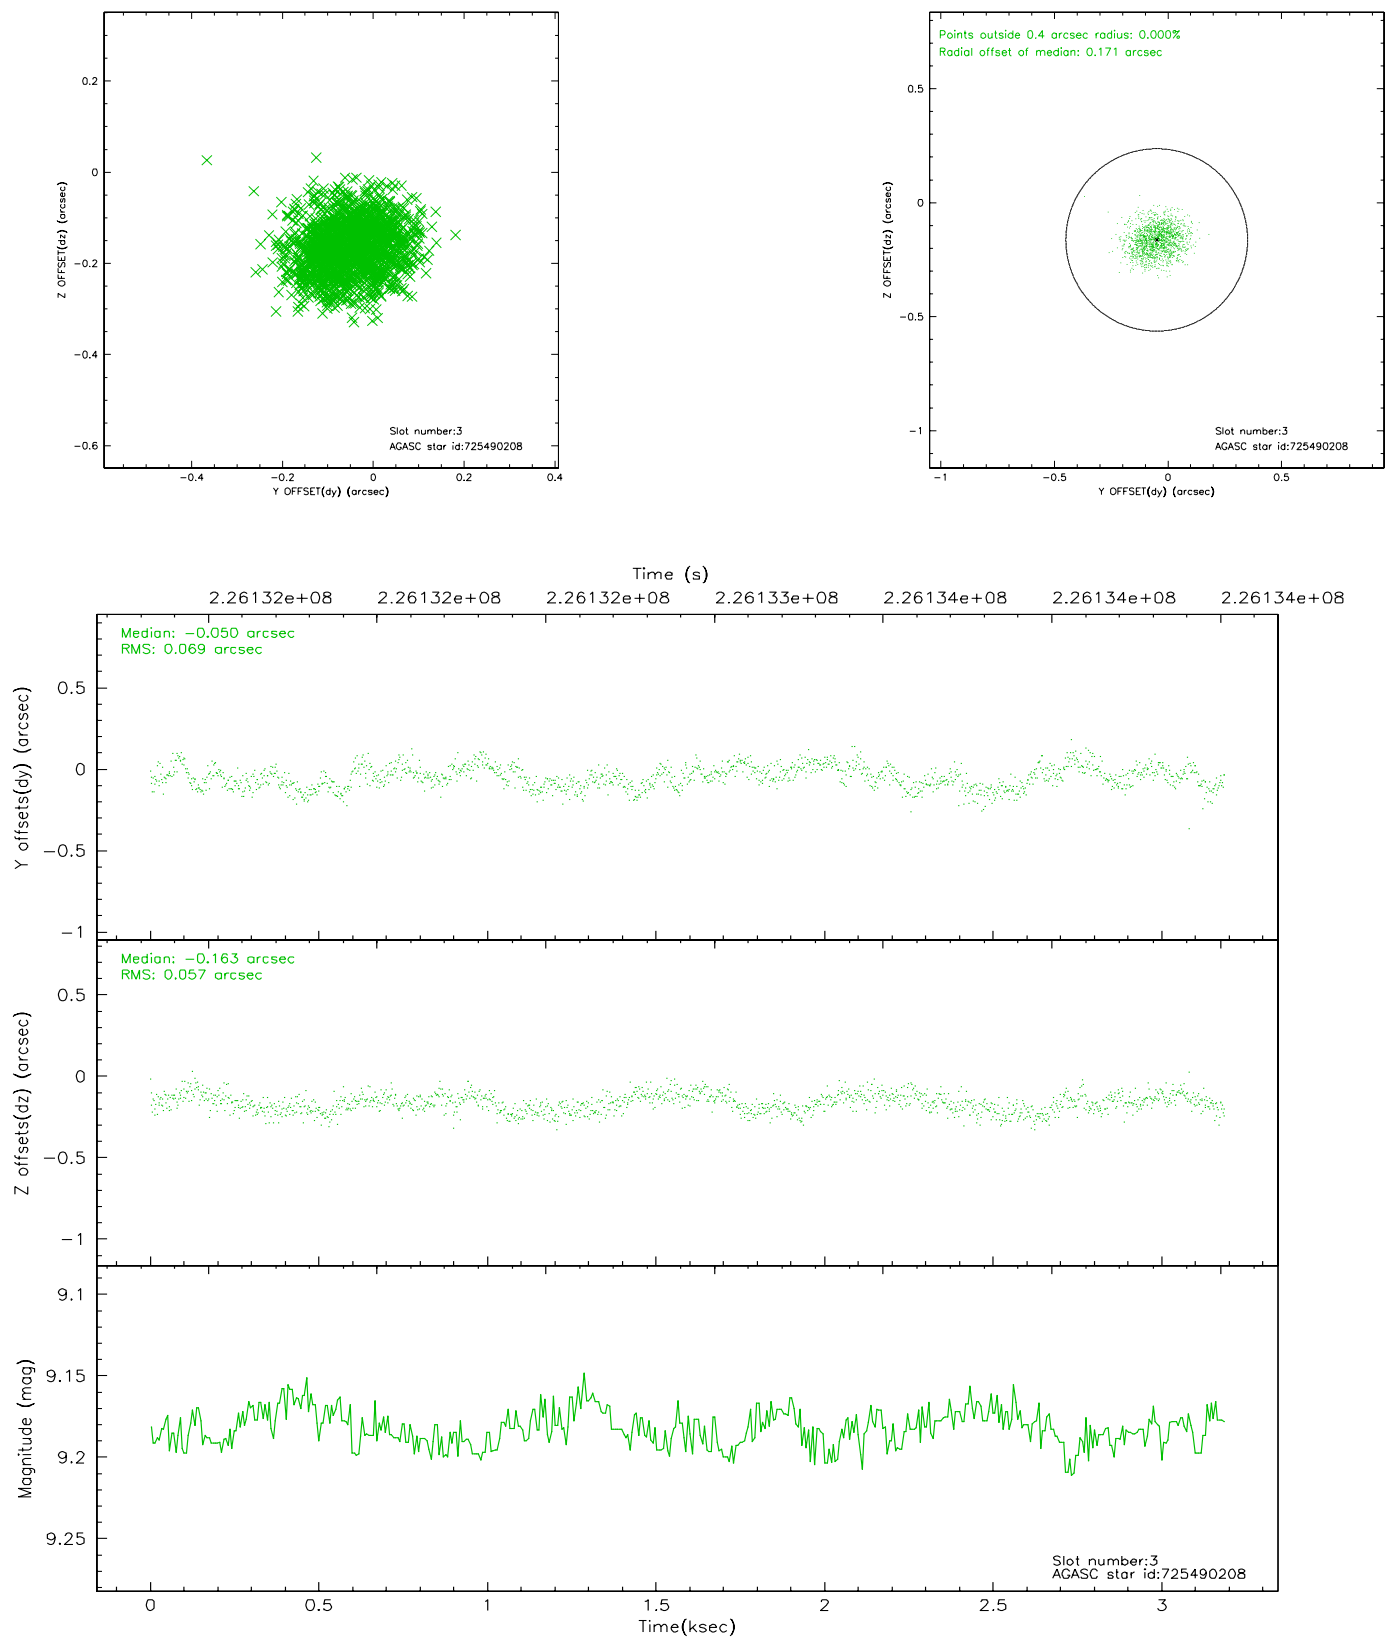 0.2
0
−0.2
−0.4
−0.6
Z OFFSET(dz) (arcsec)
Slot number:3
AGASC star id:725490208
−0.4 −0.2 0 0.2 0.4
Y OFFSET(dy) (arcsec)
Points outside 0.4 arcsec radius: 0.000%
Radial offset of median: 0.171 arcsec
0.5
0
−0.5
−1
Z OFFSET(dz) (arcsec)
Slot number:3
AGASC star id:725490208
−1 −0.5 0 0.5
Y OFFSET(dy) (arcsec)
Time (s)
2.26132e+08 2.26132e+08 2.26132e+08 2.26133e+08 2.26134e+08 2.26134e+08 2.26134e+08
Median: −0.050 arcsec
RMS: 0.069 arcsec
0.5
0
−0.5
−1
Y offsets(dy) (arcsec)
Median: −0.163 arcsec
RMS: 0.057 arcsec
0.5
0
−0.5
−1
Z offsets(dz) (arcsec)
9.1
9.15
9.2
9.25
Magnitude (mag)
Slot number:3
AGASC star id:725490208
0 0.5 1 1.5 2 2.5 3
Time(ksec)